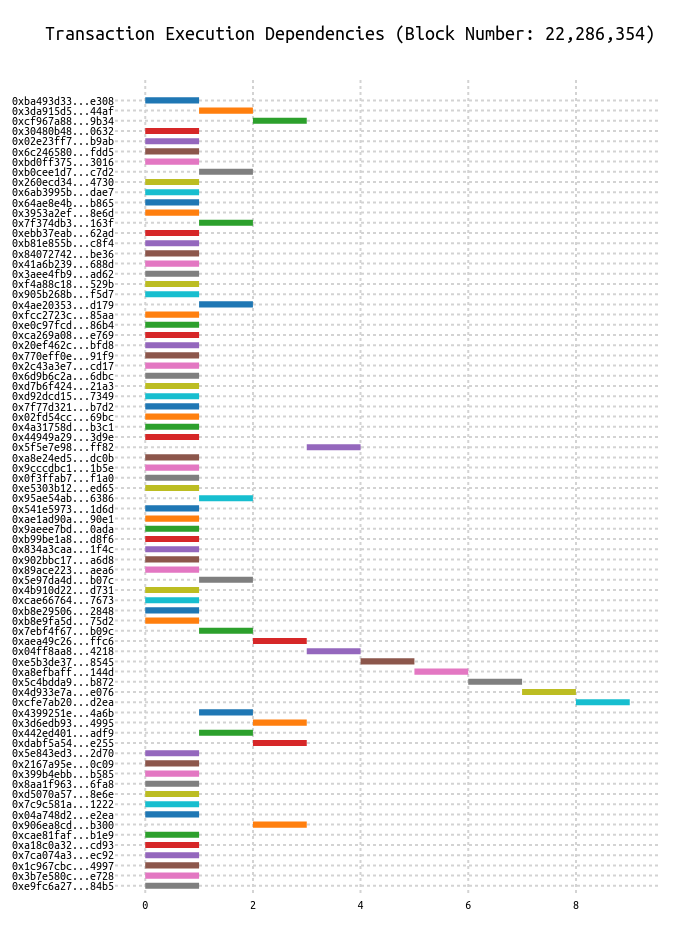 Transaction Execution Dependencies (Block Number: 22,286,354)
0xba493d33...e308
0x3da915d5...44af
0xcf967a88...9b34
0x30480b48...0632
0x02e23ff7...b9ab
0x6c246580...fdd5
0xbd0ff375...3016
0xb0cee1d7...c7d2
0x260ecd34...4730
0x6ab3995b...dae7
0x64ae8e4b...b865
0x3953a2ef...8e6d
0x7f374db3...163f
0xebb37eab...62ad
0xb81e855b...c8f4
0x84072742...be36
0x41a6b239...688d
0x3aee4fb9...ad62
0xf4a88c18...529b
0x905b268b...f5d7
0x4ae20353...d179
0xfcc2723c...85aa
0xe0c97fcd...86b4
0xca269a08...e769
0x20ef462c...bfd8
0x770eff0e...91f9
0x2c43a3e7...cd17
0x6d9b6c2a...6dbc
0xd7b6f424...21a3
0xd92dcd15...7349
0x7f77d321...b7d2
0x02fd54cc...69bc
0x4a31758d...b3c1
0x44949a29...3d9e
0x5f5e7e98...ff82
0xa8e24ed5...dc0b
0x9cccdbc1...1b5e
0x0f3ffab7...f1a0
0xe5303b12...ed65
0x95ae54ab...6386
0x541e5973...1d6d
0xae1ad90a...90e1
0x9aeee7bd...0ada
0xb99be1a8...d8f6
0x834a3caa...1f4c
0x902bbc17...a6d8
0x89ace223...aea6
0x5e97da4d...b07c
0x4b910d22...d731
0xcae66764...7673
0xb8e29506...2848
0xb8e9fa5d...75d2
0x7ebf4f67...b09c
0xaea49c26...ffc6
0x04ff8aa8...4218
0xe5b3de37...8545
0xa8efbaff...144d
0x5c4bdda9...b872
0x4d933e7a...e076
0xcfe7ab20...d2ea
0x4399251e...4a6b
0x3d6edb93...4995
0x442ed401...adf9
0xdabf5a54...e255
0x5e843ed3...2d70
0x2167a95e...0c09
0x399b4ebb...b585
0x8aa1f963...6fa8
0xd5070a57...8e6e
0x7c9c581a...1222
0x04a748d2...e2ea
0x906ea8cd...b300
0xcae81faf...b1e9
0xa18c0a32...cd93
0x7ca074a3...ec92
0x1c967cbc...4997
0x3b7e580c...e728
0xe9fc6a27...84b5
0 2 4 6 8